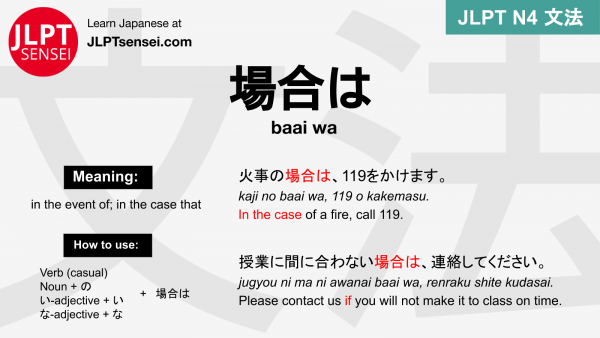 JLPT
SENSEI
Learn Japanese at
JLPTsensei.com
JLPT N4 文法
場合は
baai wa
Meaning:
in the event of; in the case that
How to use:
Verb (casual)
Noun + の
い-adjective + い
な-adjective + な
+ 場合は
火事の場合は、119をかけます。
kaji no baai wa, 119 o kakemasu.
In the case of a fire, call 119.
授業に間に合わない場合は、連絡してください。
jugyou ni ma ni awanai baai wa, renraku shite kudasai.
Please contact us if you will not make it to class on time.
文法